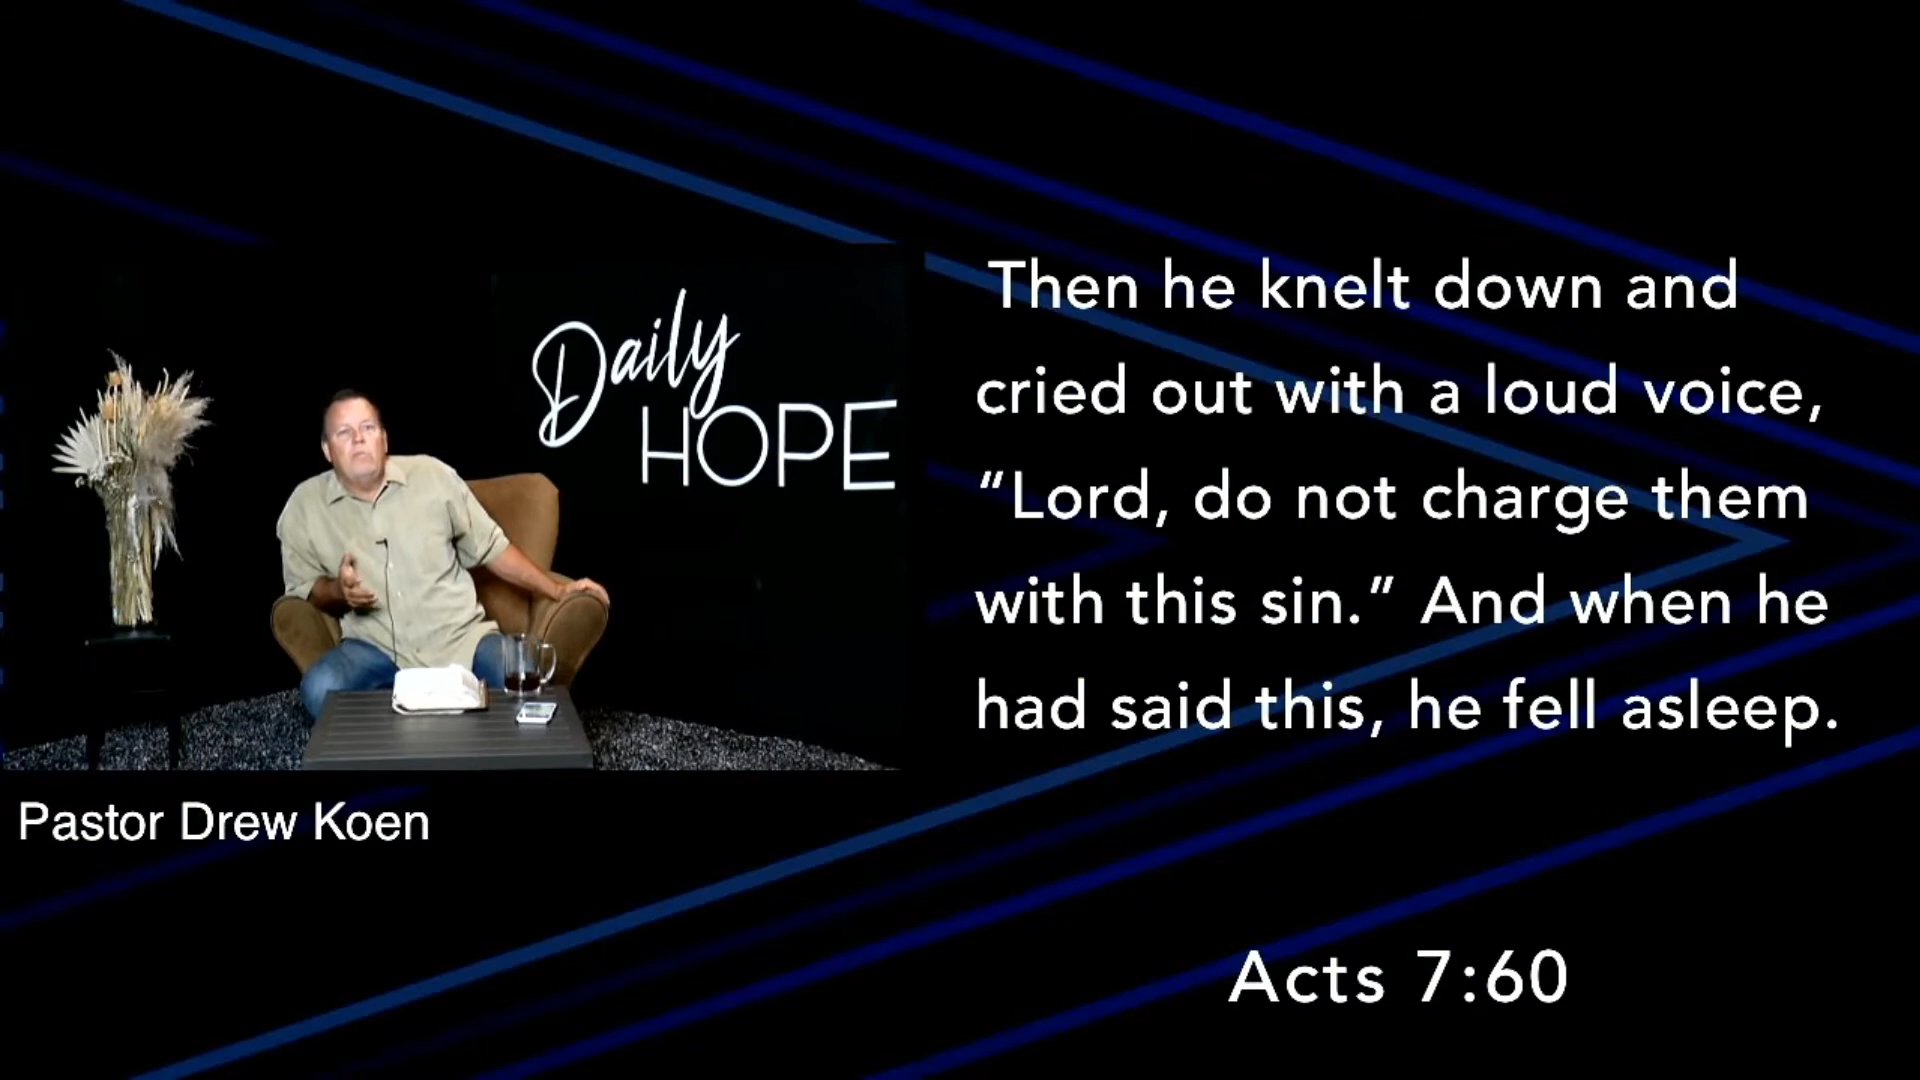 Daily
HOPE
Pastor Drew Koen
Then he knelt down and
cried out with a loud voice,
“Lord, do not charge them
with this sin.” And when he
had said this, he fell asleep.
Acts 7:60